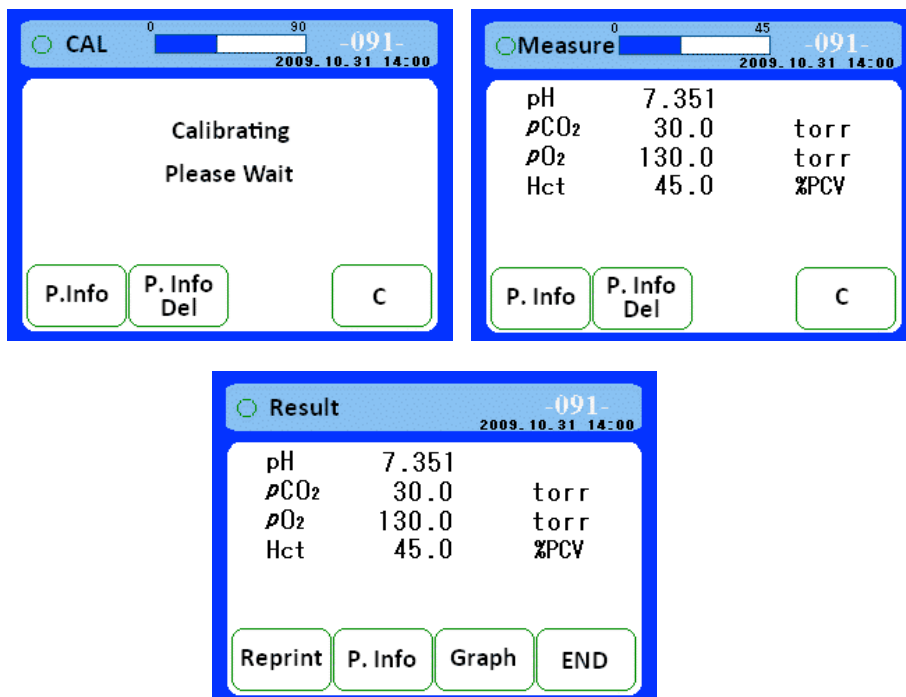 0 90
CAL -091-
2009.10.31 14:00
Calibrating
Please Wait
P.Info P. Info Del C
0 45
Measure -091-
2009.10.31 14:00
pH 7.351
pCO₂ 30.0 torr
pO₂ 130.0 torr
Hct 45.0 %PCV
P. Info P. Info Del C
Result -091-
2009.10.31 14:00
pH 7.351
pCO₂ 30.0 torr
pO₂ 130.0 torr
Hct 45.0 %PCV
Reprint P. Info Graph END